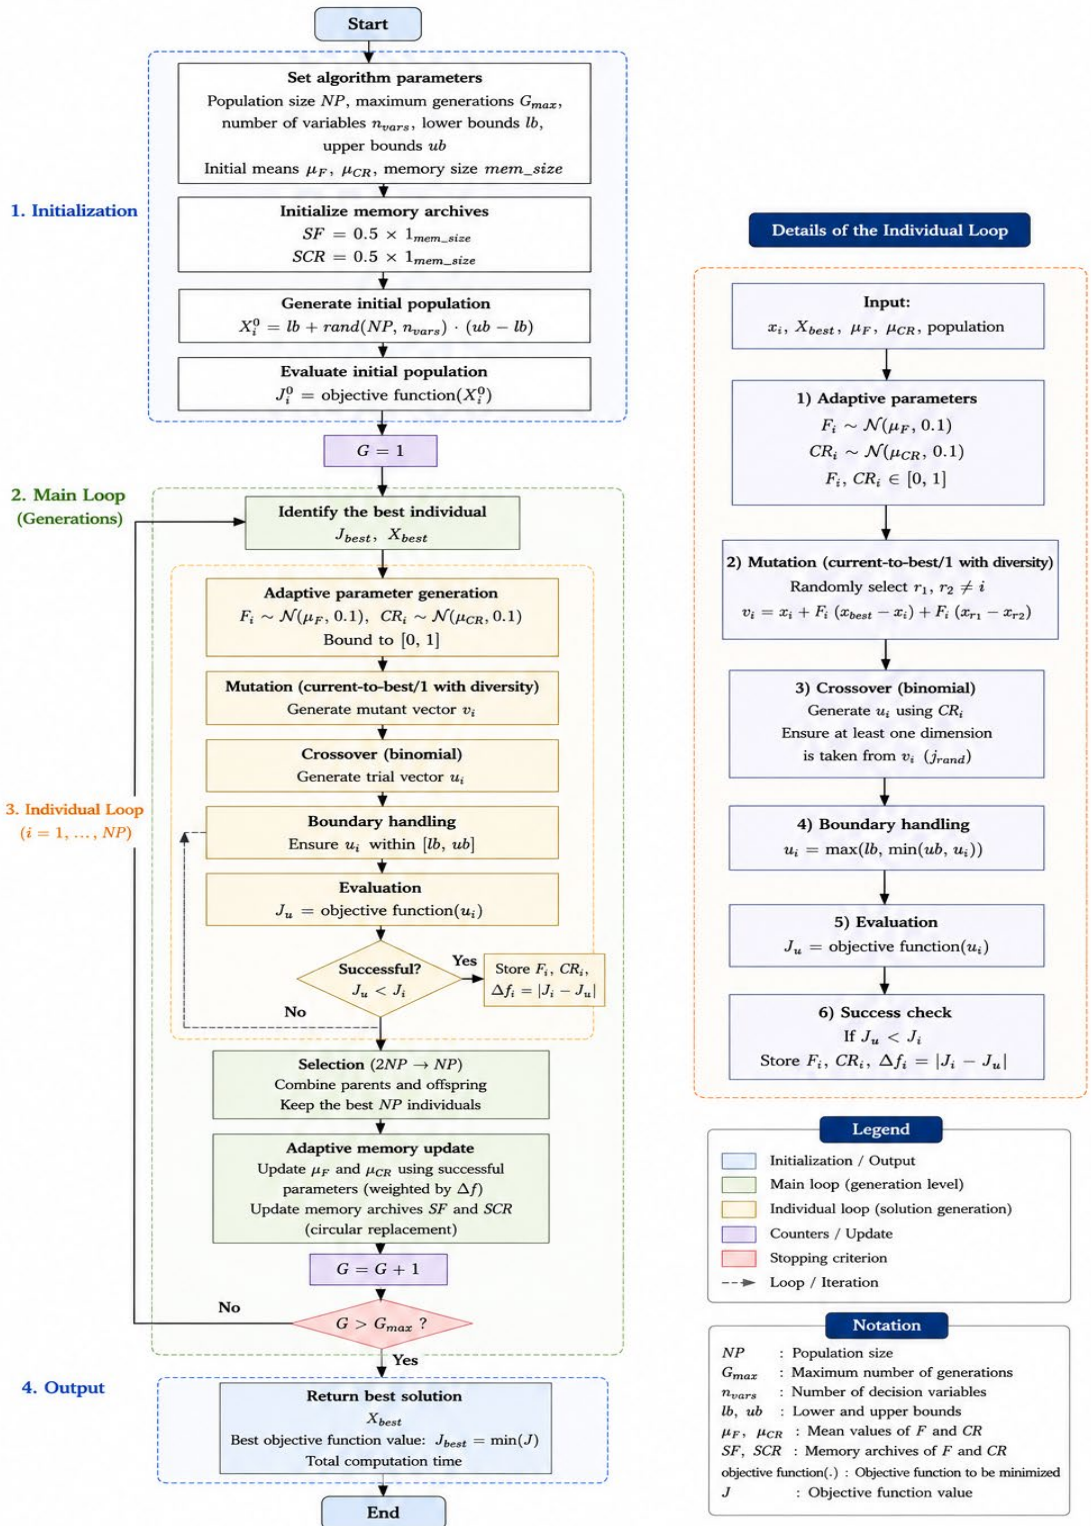 Start
1. Initialization
Set algorithm parameters
Population size NP, maximum generations G_max,
number of variables n_vars, lower bounds lb,
upper bounds ub
Initial means μ_F, μ_CR, memory size mem_size
Initialize memory archives
SF = 0.5 × 1_mem_size
SCR = 0.5 × 1_mem_size
Generate initial population
X_i^0 = lb + rand(NP, n_vars) · (ub − lb)
Evaluate initial population
J_i^0 = objective function(X_i^0)
G = 1
2. Main Loop
(Generations)
Identify the best individual
J_best, X_best
3. Individual Loop
(i = 1, …, NP)
Adaptive parameter generation
F_i ∼ 𝒩(μ_F, 0.1), CR_i ∼ 𝒩(μ_CR, 0.1)
Bound to [0, 1]
Mutation (current-to-best/1 with diversity)
Generate mutant vector v_i
Crossover (binomial)
Generate trial vector u_i
Boundary handling
Ensure u_i within [lb, ub]
Evaluation
J_u = objective function(u_i)
Successful?
J_u < J_i
Yes
Store F_i, CR_i,
Δf_i = |J_i − J_u|
No
Selection (2NP → NP)
Combine parents and offspring
Keep the best NP individuals
Adaptive memory update
Update μ_F and μ_CR using successful
parameters (weighted by Δf)
Update memory archives SF and SCR
(circular replacement)
G = G + 1
No
G > G_max ?
Yes
4. Output
Return best solution
X_best
Best objective function value: J_best = min(J)
Total computation time
End
Details of the Individual Loop
Input:
x_i, X_best, μ_F, μ_CR, population
1) Adaptive parameters
F_i ∼ 𝒩(μ_F, 0.1)
CR_i ∼ 𝒩(μ_CR, 0.1)
F_i, CR_i ∈ [0, 1]
2) Mutation (current-to-best/1 with diversity)
Randomly select r_1, r_2 ≠ i
v_i = x_i + F_i (x_best − x_i) + F_i (x_r1 − x_r2)
3) Crossover (binomial)
Generate u_i using CR_i
Ensure at least one dimension
is taken from v_i (j_rand)
4) Boundary handling
u_i = max(lb, min(ub, u_i))
5) Evaluation
J_u = objective function(u_i)
6) Success check
If J_u < J_i
Store F_i, CR_i, Δf_i = |J_i − J_u|
Legend
Initialization / Output
Main loop (generation level)
Individual loop (solution generation)
Counters / Update
Stopping criterion
Loop / Iteration
Notation
NP : Population size
G_max : Maximum number of generations
n_vars : Number of decision variables
lb, ub : Lower and upper bounds
μ_F, μ_CR : Mean values of F and CR
SF, SCR : Memory archives of F and CR
objective function(.) : Objective function to be minimized
J : Objective function value